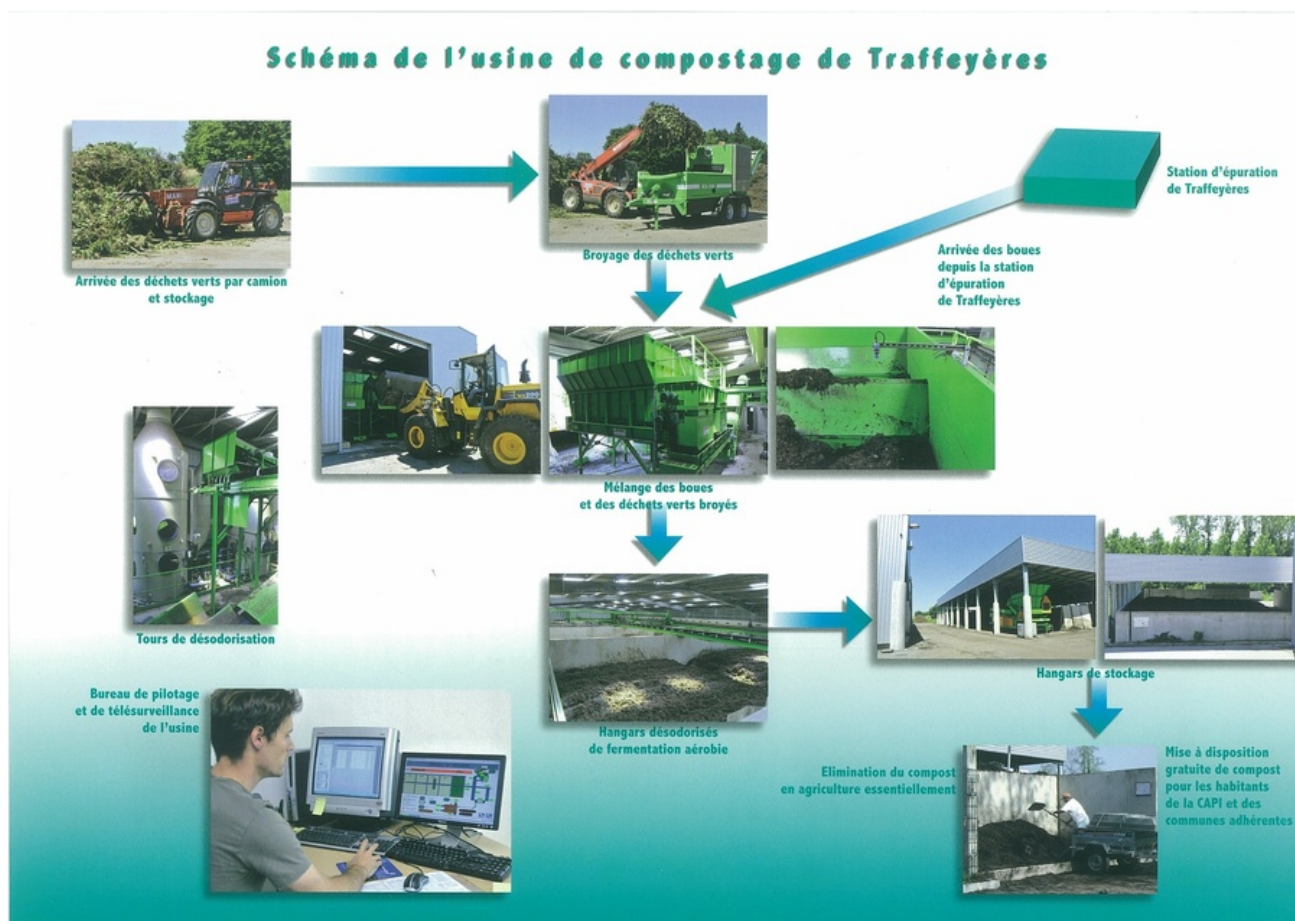 Schéma de l'usine de compostage de Traffeyères
Arrivée des déchets verts par camion
et stockage
Broyage des déchets verts
Station d'épuration
de Traffeyères
Arrivée des boues
depuis la station
d'épuration
de Traffeyères
Mélange des boues
et des déchets verts broyés
Tours de désodorisation
Hangars de stockage
Bureau de pilotage
et de télésurveillance
de l'usine
Hangars désodorisés
de fermentation aérobie
Elimination du compost
en agriculture essentiellement
Mise à disposition
gratuite de compost
pour les habitants
de la CAPI et des
communes adhérentes